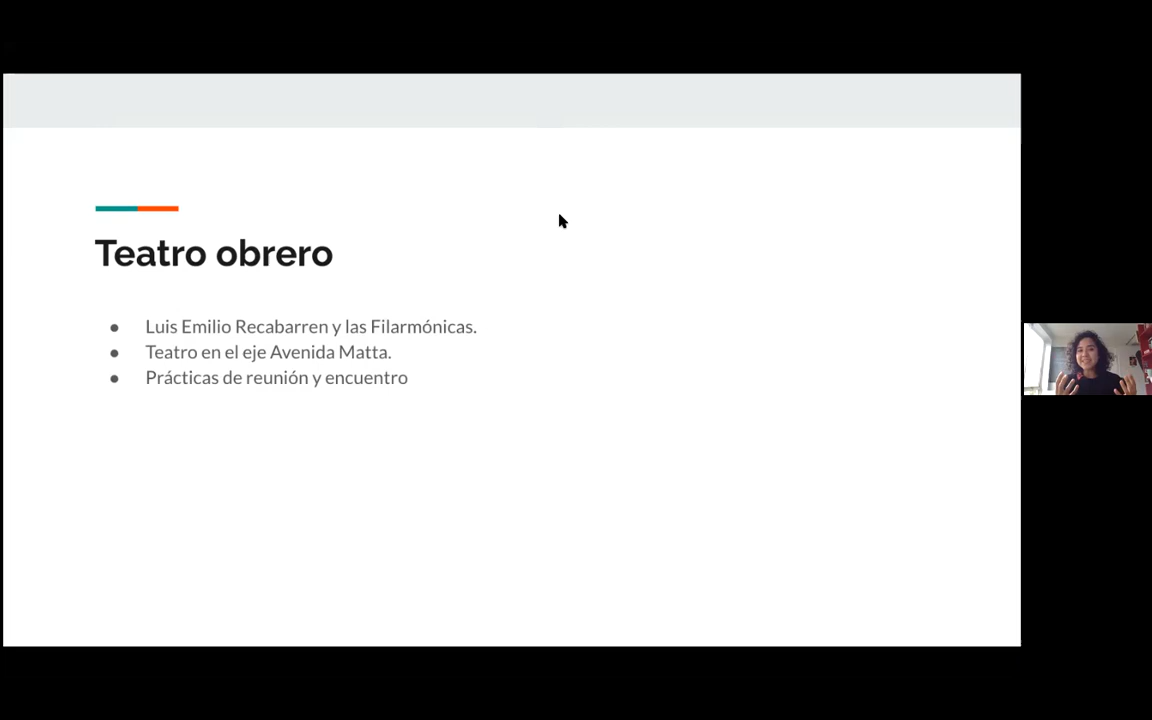 Teatro obrero
● Luis Emilio Recabarren y las Filarmónicas.
● Teatro en el eje Avenida Matta.
● Prácticas de reunión y encuentro